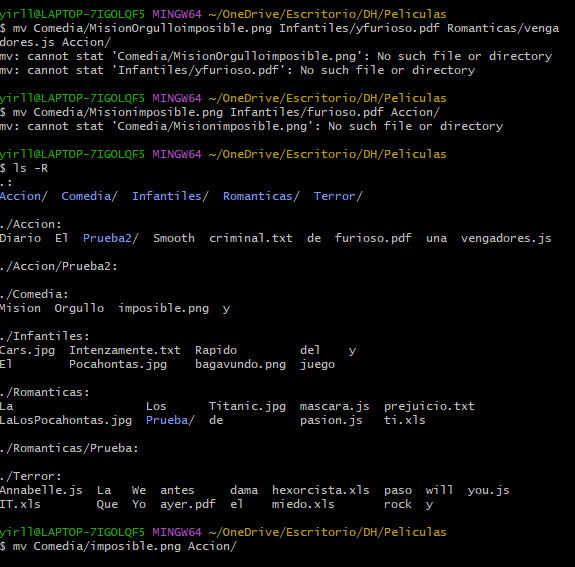 yirll@LAPTOP-7IGOLQF5 MINGW64 ~/OneDrive/Escritorio/DH/Peliculas
$ mv Comedia/MisionOrgulloimposible.png Infantiles/yfurioso.pdf Romanticas/venga
dores.js Accion/
mv: cannot stat 'Comedia/MisionOrgulloimposible.png': No such file or directory
mv: cannot stat 'Infantiles/yfurioso.pdf': No such file or directory
yirll@LAPTOP-7IGOLQF5 MINGW64 ~/OneDrive/Escritorio/DH/Peliculas
$ mv Comedia/Misionimposible.png Infantiles/furioso.pdf Accion/
mv: cannot stat 'Comedia/Misionimposible.png': No such file or directory
yirll@LAPTOP-7IGOLQF5 MINGW64 ~/OneDrive/Escritorio/DH/Peliculas
$ ls -R
.:
Accion/  Comedia/  Infantiles/  Romanticas/  Terror/
./Accion:
Diario  El  Prueba2/  Smooth  criminal.txt  de  furioso.pdf  una  vengadores.js
./Accion/Prueba2:
./Comedia:
Mision  Orgullo  imposible.png  y
./Infantiles:
Cars.jpg  Intenzamente.txt  Rapido         del    y
El        Pocahontas.jpg    bagavundo.png  juego
./Romanticas:
La                   Los      Titanic.jpg  mascara.js  prejuicio.txt
LaLosPocahontas.jpg  Prueba/  de           pasion.js   ti.xls
./Romanticas/Prueba:
./Terror:
Annabelle.js  La   We  antes     dama  hexorcista.xls  paso  will  you.js
IT.xls        Que  Yo  ayer.pdf  el    miedo.xls       rock  y
yirll@LAPTOP-7IGOLQF5 MINGW64 ~/OneDrive/Escritorio/DH/Peliculas
$ mv Comedia/imposible.png Accion/